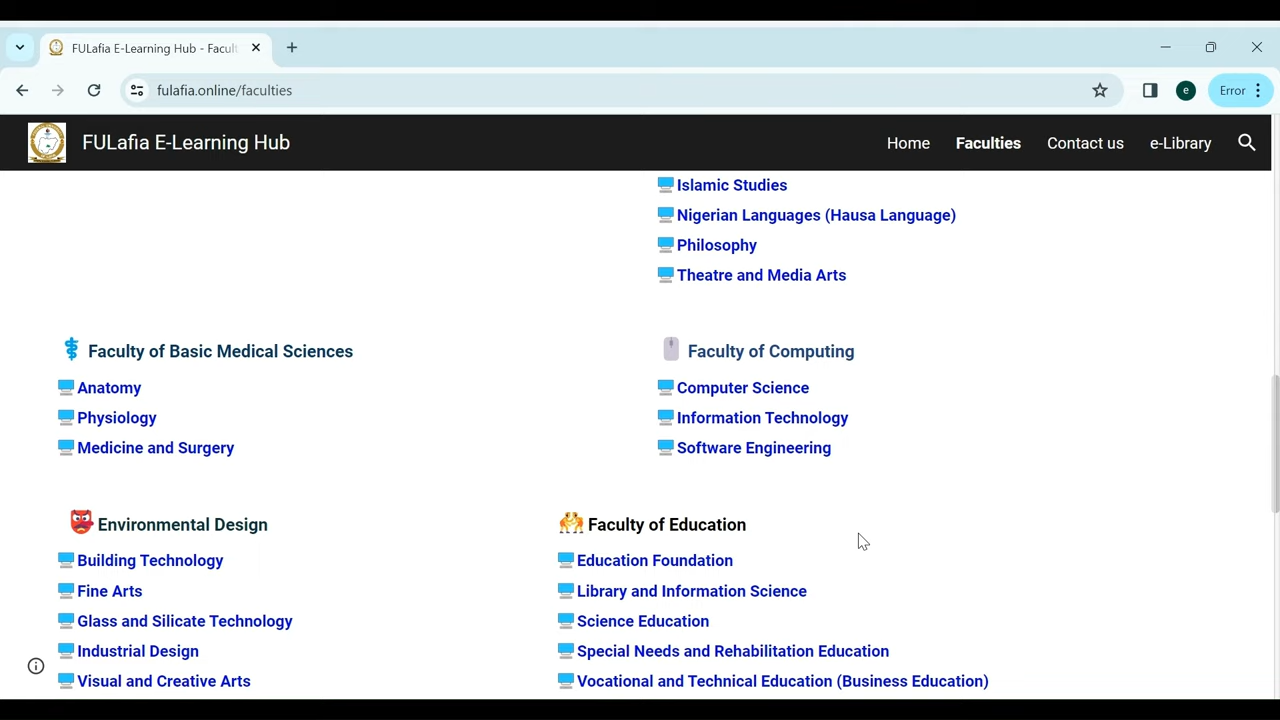 FULafia E-Learning Hub - Facult
fulafia.online/faculties
e
Error
FULafia E-Learning Hub
Home
Faculties
Contact us
e-Library
Islamic Studies
Nigerian Languages (Hausa Language)
Philosophy
Theatre and Media Arts
Faculty of Basic Medical Sciences
Anatomy
Physiology
Medicine and Surgery
Faculty of Computing
Computer Science
Information Technology
Software Engineering
Environmental Design
Building Technology
Fine Arts
Glass and Silicate Technology
Industrial Design
Visual and Creative Arts
Faculty of Education
Education Foundation
Library and Information Science
Science Education
Special Needs and Rehabilitation Education
Vocational and Technical Education (Business Education)